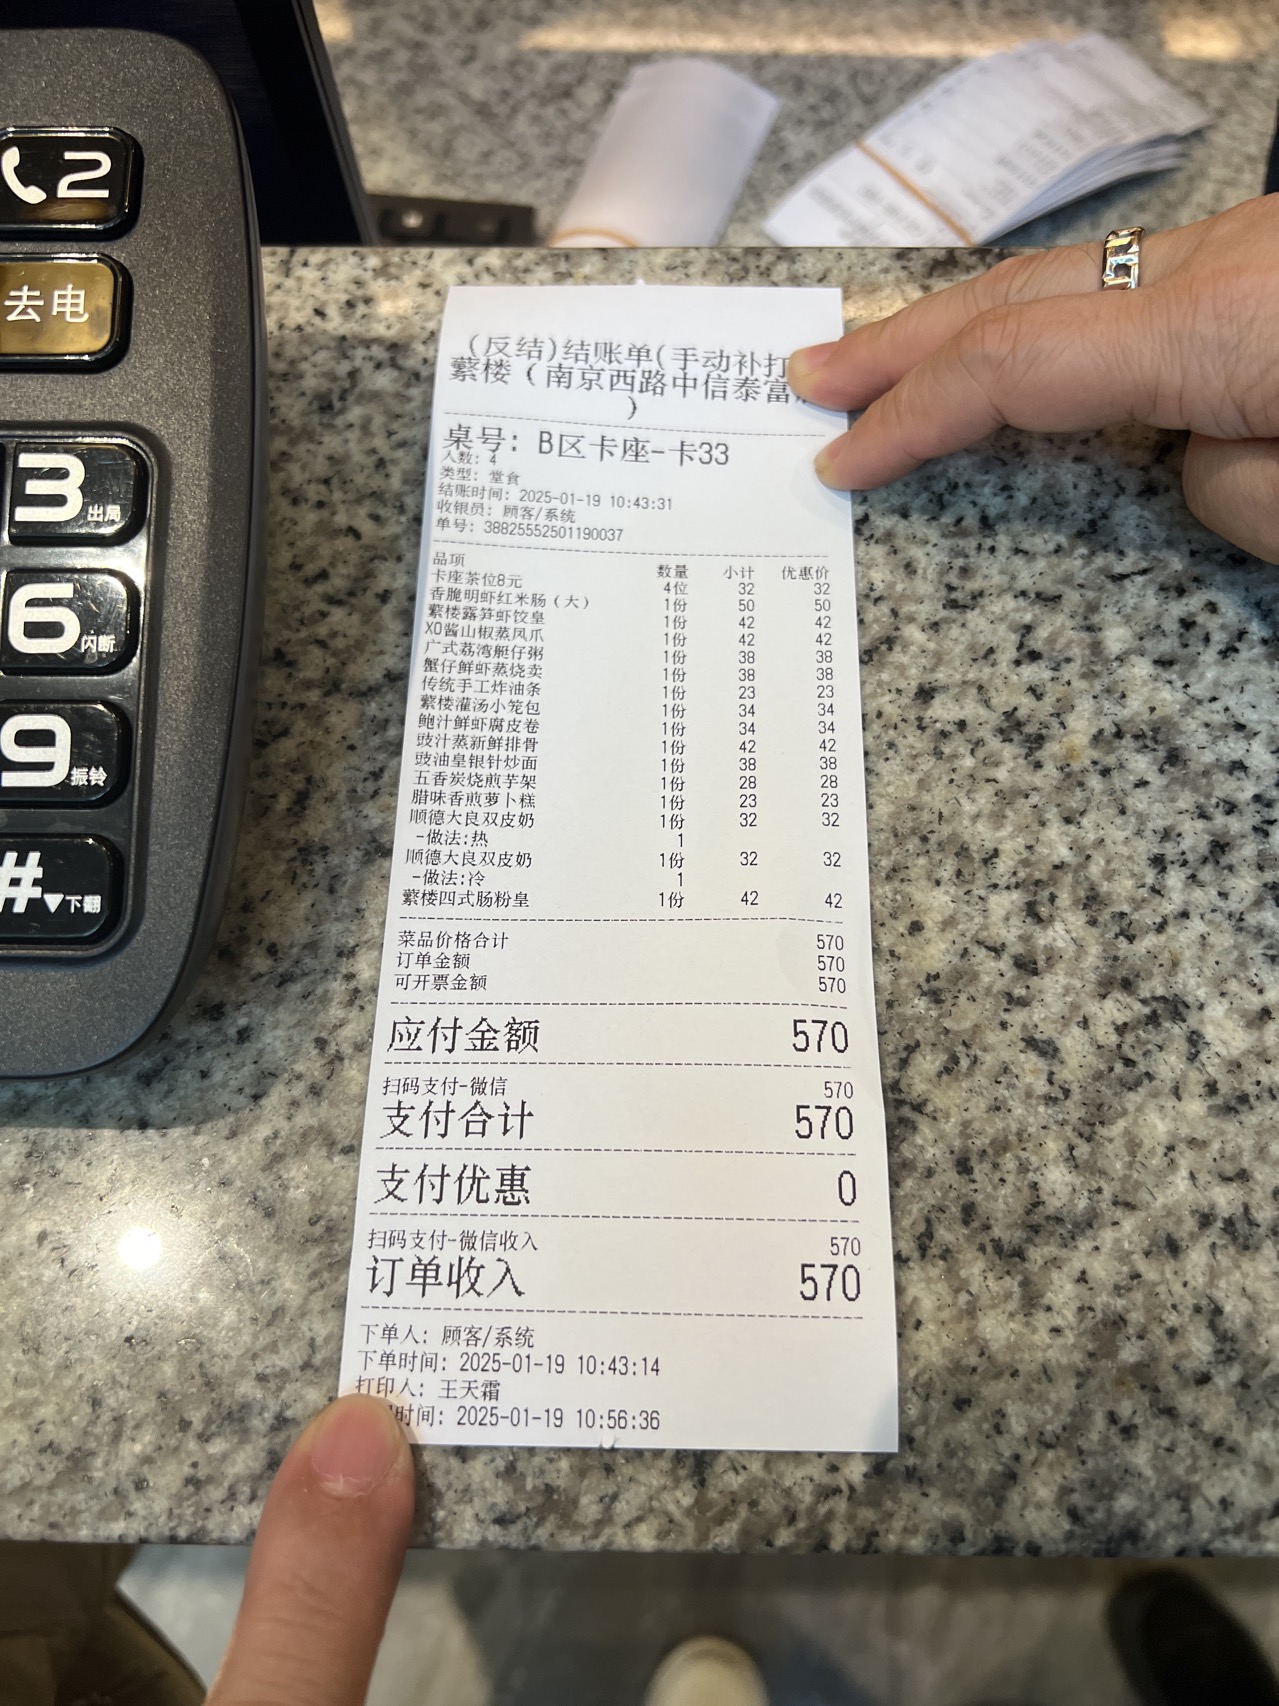 2
去电
3 出局
6 闪断
9 振铃
#▼下翻
(反结)结账单(手动补打
蘩楼（南京西路中信泰富
）
桌号: B区卡座-卡33
人数: 4
类型: 堂食
结账时间: 2025-01-19 10:43:31
收银员: 顾客/系统
单号: 38825552501190037
品项 数量 小计 优惠价
卡座茶位8元 4位 32 32
香脆明虾红米肠（大） 1份 50 50
蘩楼露笋虾饺皇 1份 42 42
XO酱山椒蒸凤爪 1份 42 42
广式荔湾艇仔粥 1份 38 38
蟹仔鲜虾蒸烧卖 1份 38 38
传统手工炸油条 1份 23 23
蘩楼灌汤小笼包 1份 34 34
鲍汁鲜虾腐皮卷 1份 34 34
豉汁蒸新鲜排骨 1份 42 42
豉油皇银针炒面 1份 38 38
五香炭烧煎芋架 1份 28 28
腊味香煎萝卜糕 1份 23 23
顺德大良双皮奶 1份 32 32
-做法:热 1
顺德大良双皮奶 1份 32 32
-做法:冷 1
蘩楼四式肠粉皇 1份 42 42
菜品价格合计 570
订单金额 570
可开票金额 570
应付金额 570
扫码支付-微信 570
支付合计 570
支付优惠 0
扫码支付-微信收入 570
订单收入 570
下单人: 顾客/系统
下单时间: 2025-01-19 10:43:14
打印人: 王天霜
时间: 2025-01-19 10:56:36